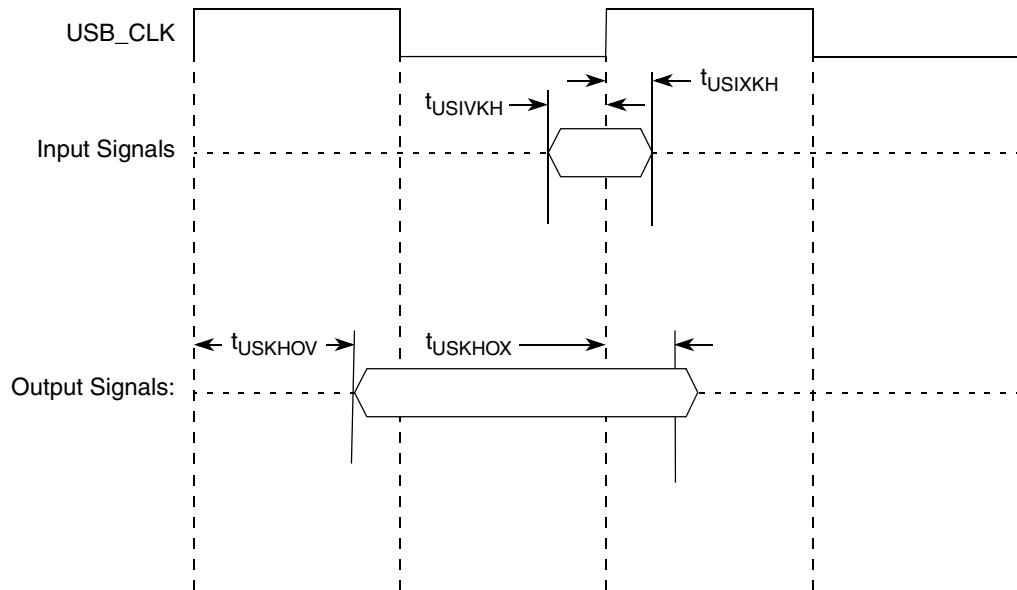 USB_CLK
tUSIXKH
tUSIVKH
Input Signals
tUSKHOV
tUSKHOX
Output Signals: